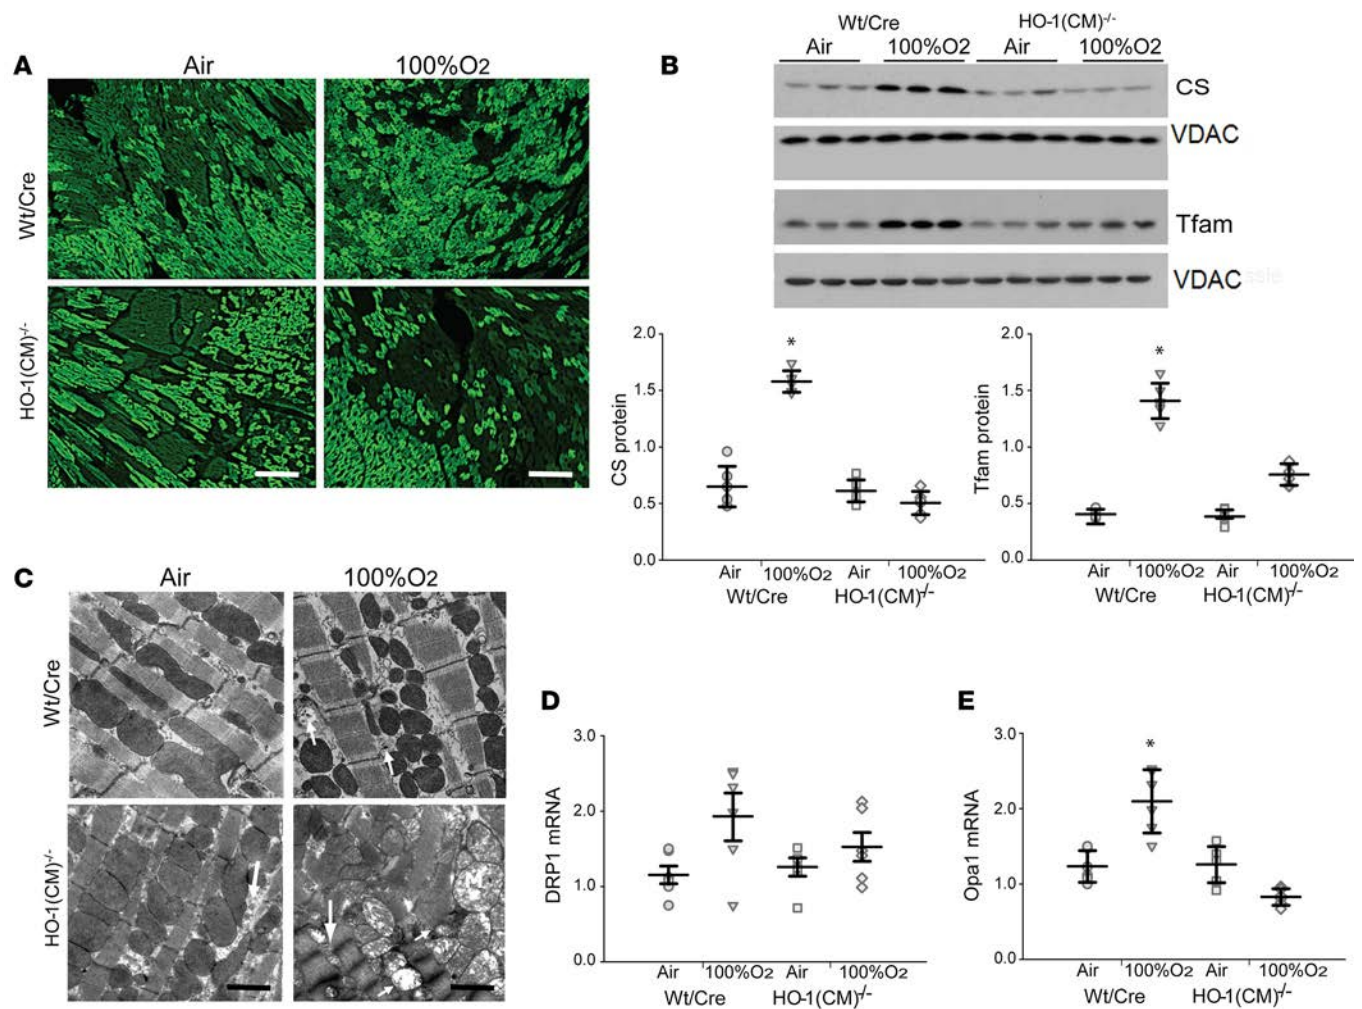 A
Air
100%O2
Wt/Cre
HO-1(CM)-/-
B
Wt/Cre
HO-1(CM)-/-
Air
100%O2
Air
100%O2
CS
VDAC
Tfam
VDAC
CS protein
2.0
1.5
1.0
0.5
0.0
*
Air
100%O2
Air
100%O2
Wt/Cre
HO-1(CM)-/-
Tfam protein
2.0
1.5
1.0
0.5
0.0
*
Air
100%O2
Air
100%O2
Wt/Cre
HO-1(CM)-/-
C
Air
100%O2
Wt/Cre
HO-1(CM)-/-
M
D
DRP1 mRNA
3.0
2.0
1.0
0.0
Air
100%O2
Air
100%O2
Wt/Cre
HO-1(CM)-/-
E
Opa1 mRNA
3.0
2.0
1.0
0.0
*
Air
100%O2
Air
100%O2
Wt/Cre
HO-1(CM)-/-